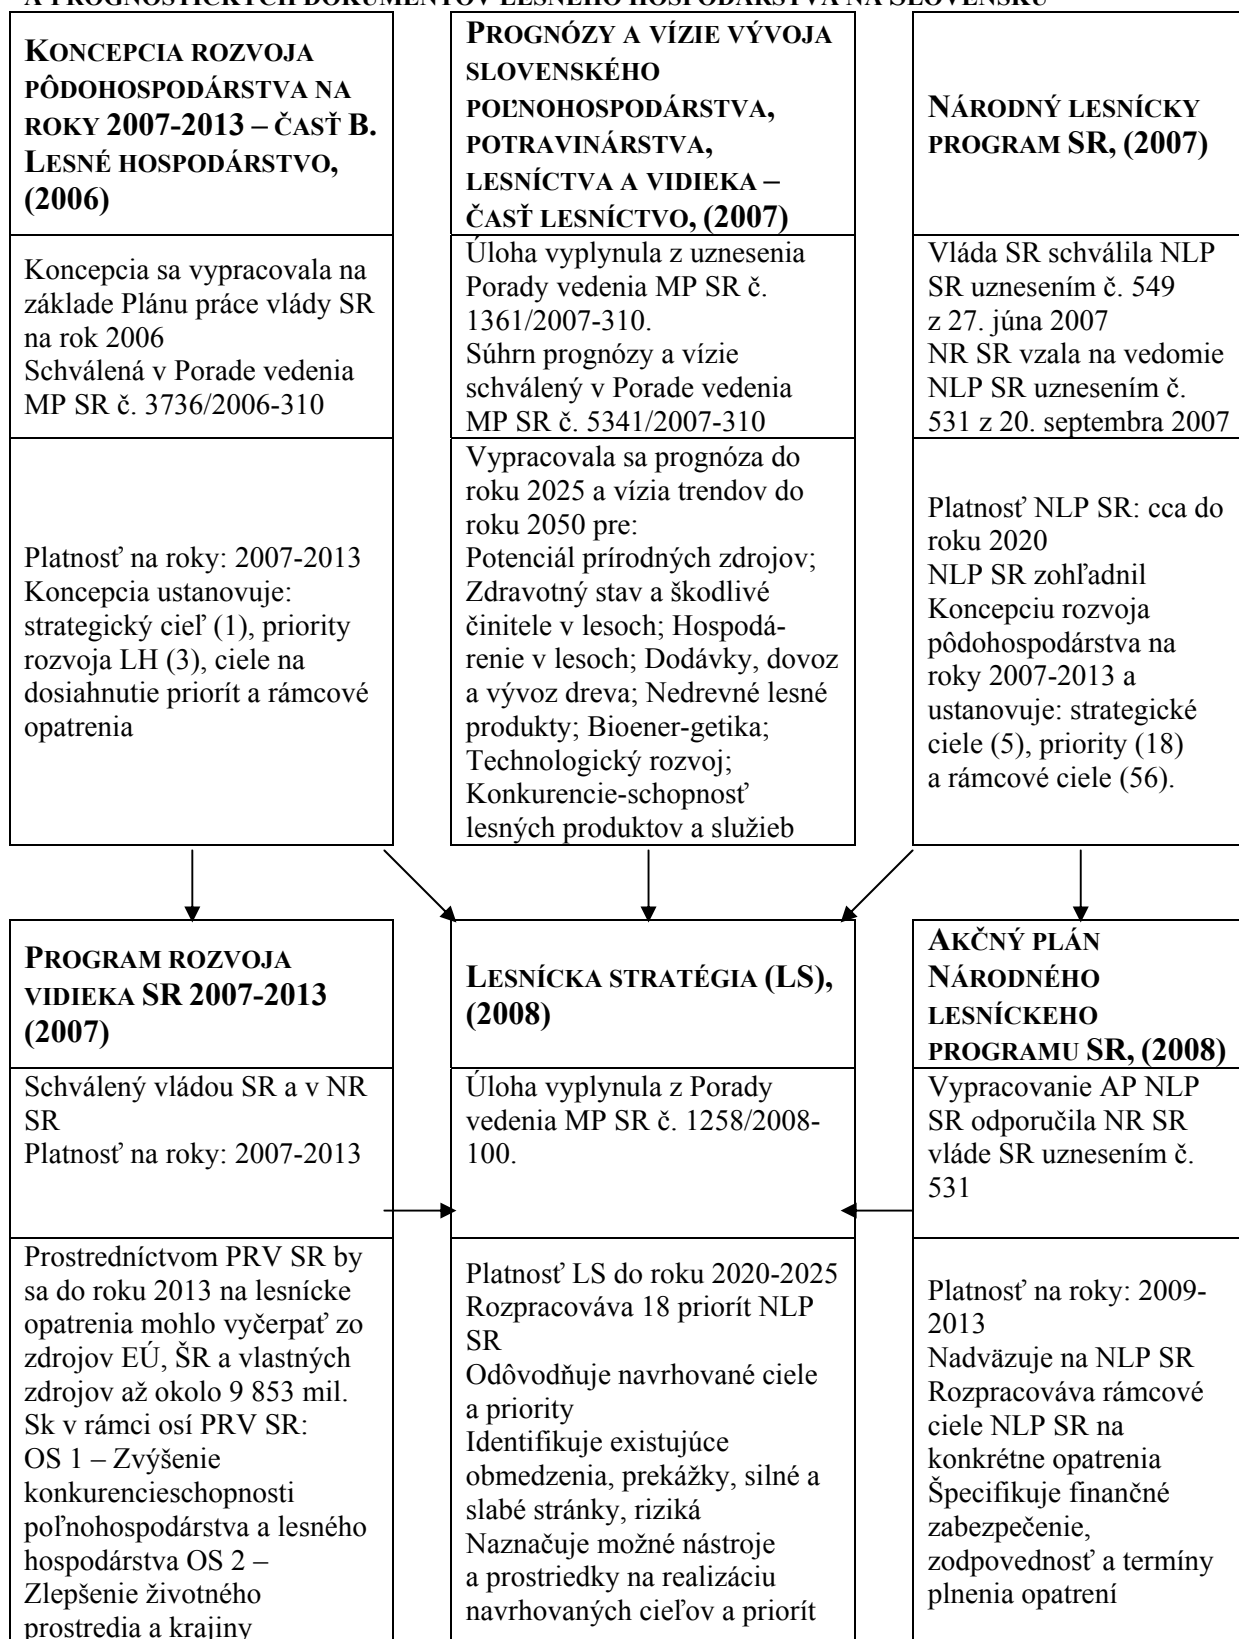 A PROGNOSTICKÝCH DOKUMENTOV LESNÉHO HOSPODÁRSTVA NA SLOVENSKU
KONCEPCIA ROZVOJA
PÔDOHOSPODÁRSTVA NA
ROKY 2007-2013 – ČASŤ B.
LESNÉ HOSPODÁRSTVO,
(2006)
PROGNÓZY A VÍZIE VÝVOJA
SLOVENSKÉHO
POĽNOHOSPODÁRSTVA,
POTRAVINÁRSTVA,
LESNÍCTVA A VIDIEKA –
ČASŤ LESNÍCTVO, (2007)
NÁRODNÝ LESNÍCKY
PROGRAM SR, (2007)
Koncepcia sa vypracovala na
základe Plánu práce vlády SR
na rok 2006
Schválená v Porade vedenia
MP SR č. 3736/2006-310
Úloha vyplynula z uznesenia
Porady vedenia MP SR č.
1361/2007-310.
Súhrn prognózy a vízie
schválený v Porade vedenia
MP SR č. 5341/2007-310
Vláda SR schválila NLP
SR uznesením č. 549
z 27. júna 2007
NR SR vzala na vedomie
NLP SR uznesením č.
531 z 20. septembra 2007
Platnosť na roky: 2007-2013
Koncepcia ustanovuje:
strategický cieľ (1), priority
rozvoja LH (3), ciele na
dosiahnutie priorít a rámcové
opatrenia
Vypracovala sa prognóza do
roku 2025 a vízia trendov do
roku 2050 pre:
Potenciál prírodných zdrojov;
Zdravotný stav a škodlivé
činitele v lesoch; Hospodá-
renie v lesoch; Dodávky, dovoz
a vývoz dreva; Nedrevné lesné
produkty; Bioener-getika;
Technologický rozvoj;
Konkurencie-schopnosť
lesných produktov a služieb
Platnosť NLP SR: cca do
roku 2020
NLP SR zohľadnil
Koncepciu rozvoja
pôdohospodárstva na
roky 2007-2013 a
ustanovuje: strategické
ciele (5), priority (18)
a rámcové ciele (56).
PROGRAM ROZVOJA
VIDIEKA SR 2007-2013
(2007)
LESNÍCKA STRATÉGIA (LS),
(2008)
AKČNÝ PLÁN
NÁRODNÉHO
LESNÍCKEHO
PROGRAMU SR, (2008)
Schválený vládou SR a v NR
SR
Platnosť na roky: 2007-2013
Úloha vyplynula z Porady
vedenia MP SR č. 1258/2008-
100.
Vypracovanie AP NLP
SR odporučila NR SR
vláde SR uznesením č.
531
Prostredníctvom PRV SR by
sa do roku 2013 na lesnícke
opatrenia mohlo vyčerpať zo
zdrojov EÚ, ŠR a vlastných
zdrojov až okolo 9 853 mil.
Sk v rámci osí PRV SR:
OS 1 – Zvýšenie
konkurencieschopnosti
poľnohospodárstva a lesného
hospodárstva OS 2 –
Zlepšenie životného
prostredia a krajiny
Platnosť LS do roku 2020-2025
Rozpracováva 18 priorít NLP
SR
Odôvodňuje navrhované ciele
a priority
Identifikuje existujúce
obmedzenia, prekážky, silné a
slabé stránky, riziká
Naznačuje možné nástroje
a prostriedky na realizáciu
navrhovaných cieľov a priorít
Platnosť na roky: 2009-
2013
Nadväzuje na NLP SR
Rozpracováva rámcové
ciele NLP SR na
konkrétne opatrenia
Špecifikuje finančné
zabezpečenie,
zodpovednosť a termíny
plnenia opatrení